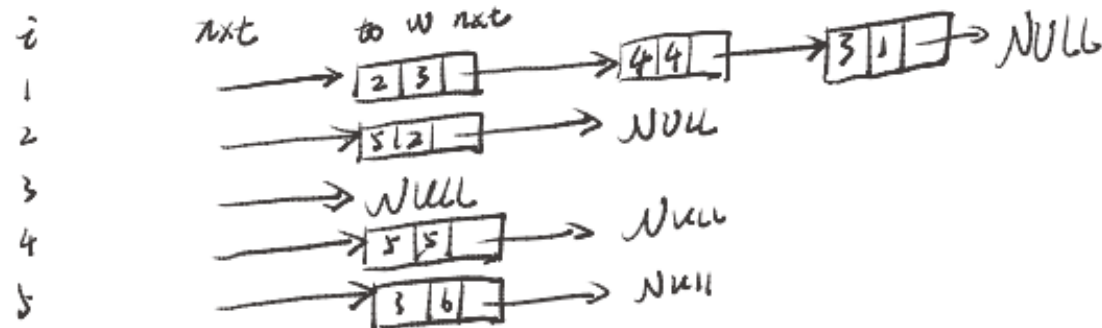 i nxt to w nxt
1 2 3 4 4 3 1 NULL
2 5 2 NULL
3 NULL
4 5 5 NULL
5 3 6 NULL